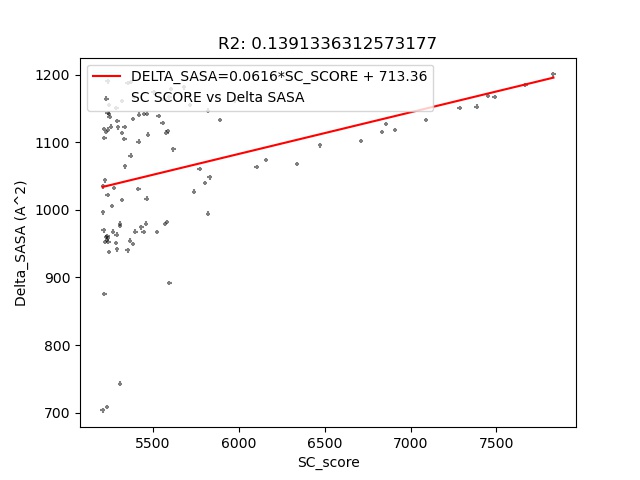 R2: 0.1391336312573177
DELTA_SASA=0.0616*SC_SCORE + 713.36
SC SCORE vs Delta SASA
1200
1100
1000
900
800
700
Delta_SASA (A^2)
5500 6000 6500 7000 7500
SC_score